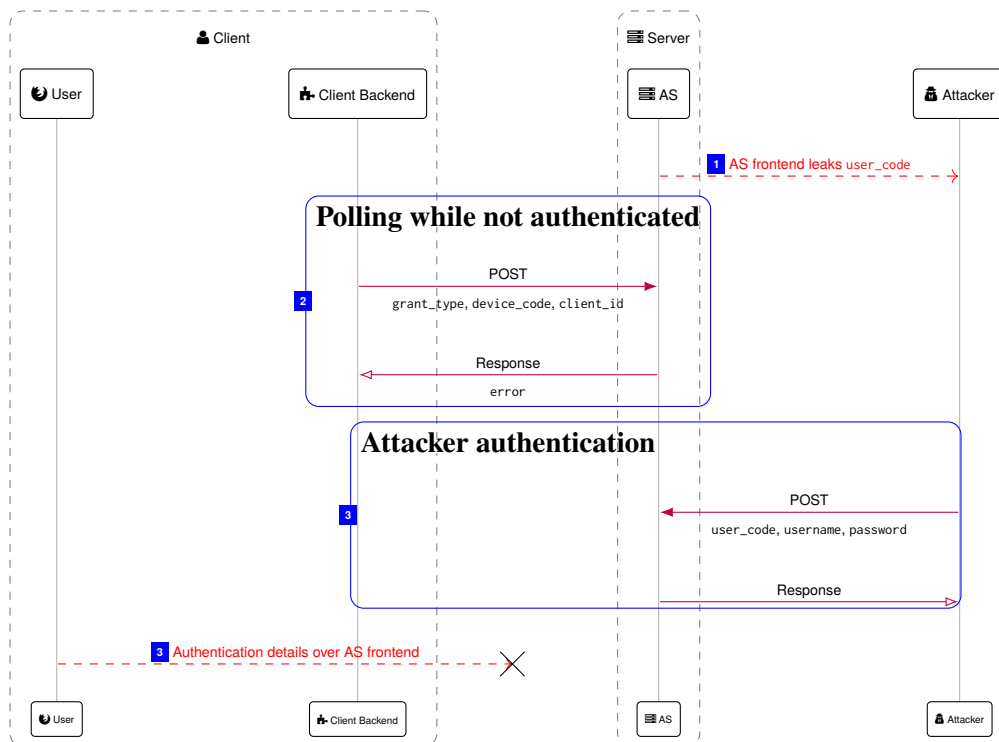 Client
Server
User
Client Backend
AS
Attacker
1 AS frontend leaks user_code
Polling while not authenticated
POST
2
grant_type, device_code, client_id
Response
error
Attacker authentication
POST
3
user_code, username, password
Response
3 Authentication details over AS frontend
User
Client Backend
AS
Attacker